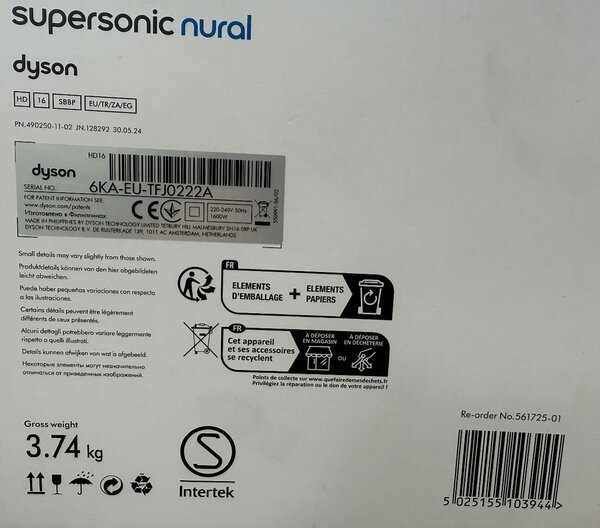 supersonic nural
dyson
HD 16 SBBP EU/TR/ZA/EG
PN.490250-11-02 JN.128292 30.05.24
HD16
dyson
SERIAL NO. 6KA-EU-TFJ0222A
FOR PATENT INFORMATION SEE:
www.dyson.com/patents
Изготовлено в Филиппинах
CE
220-240V 50Hz
1600W
MADE IN PHILIPPINES BY DYSON TECHNOLOGY LIMITED TETBURY HILL MALMESBURY SN16 0RP UK
DYSON TECHNOLOGY B.V. DE RUIJTERKADE 139, 1011 AC AMSTERDAM, NETHERLANDS
Small details may vary slightly from those shown.
Produktdetails können von den hier abgebildeten
leicht abweichen.
Puede haber pequeñas variaciones con respecto
a las ilustraciones.
Certains détails peuvent être légèrement
différents de ceux présentés.
Alcuni dettagli potrebbero variare leggermente
rispetto a quelli illustrati.
Details kunnen afwijken van wat is afgebeeld.
Некоторые элементы могут незначительно
отличаться от приведенных изображений.
FR
ELEMENTS
D'EMBALLAGE
+
ELEMENTS
PAPIERS
FR
Cet appareil
et ses accessoires
se recyclent
À DÉPOSER
EN MAGASIN
OU
À DÉPOSER
EN DÉCHÈTERIE
Points de collecte sur www.quefairedemesdechets.fr
Privilégiez la réparation ou le don de votre appareil !
Gross weight
3.74 kg
S
Intertek
Re-order No.561725-01
5 025155 103944 >